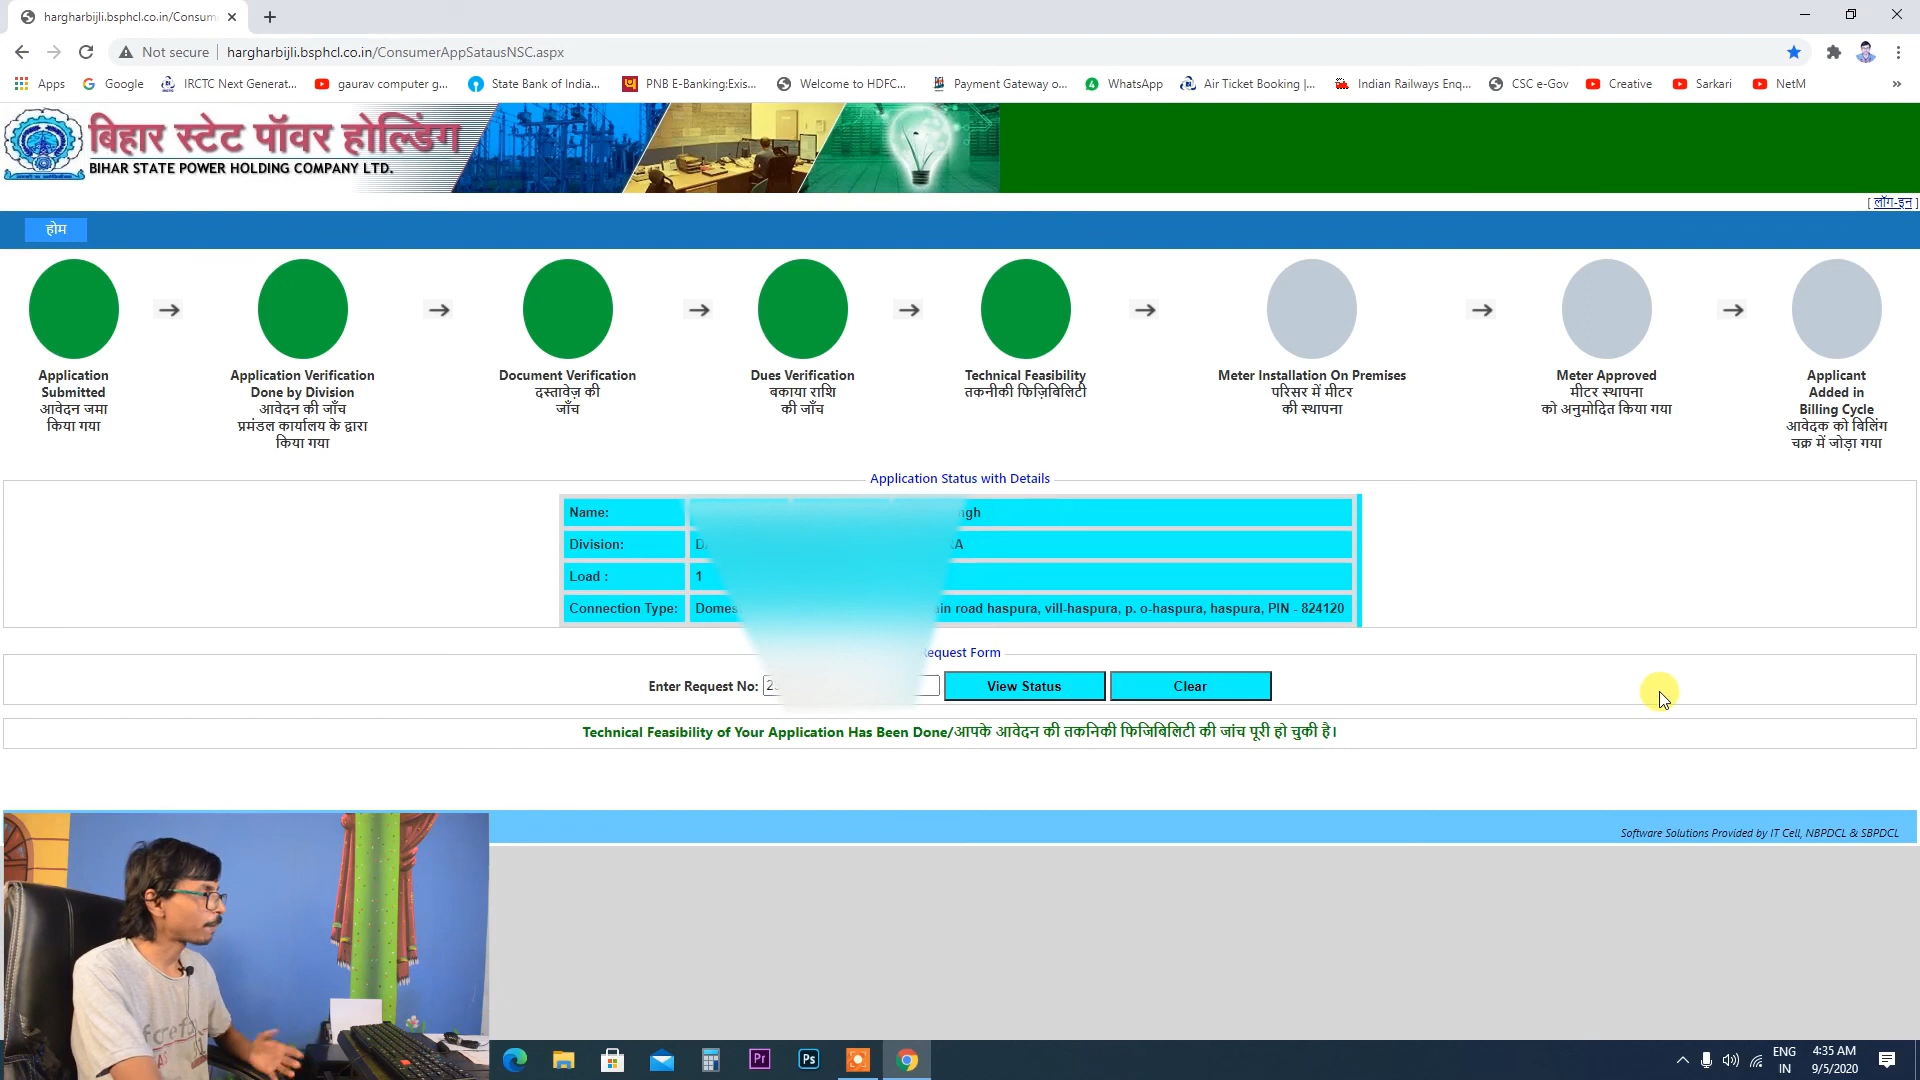 hargharbijli.bsphcl.co.in/Consum
Not secure | hargharbijli.bsphcl.co.in/ConsumerAppSatausNSC.aspx
Apps Google IRCTC Next Generat... gaurav computer g... State Bank of India... PNB E-Banking:Exis... Welcome to HDFC... Payment Gateway o... WhatsApp Air Ticket Booking |... Indian Railways Enq... CSC e-Gov Creative Sarkari NetM »
बिहार स्टेट पॉवर होल्डिंग
BIHAR STATE POWER HOLDING COMPANY LTD.
[ लॉग-इन ]
होम
Application
Submitted
आवेदन जमा
किया गया
Application Verification
Done by Division
आवेदन की जाँच
प्रमंडल कार्यालय के द्वारा
किया गया
Document Verification
दस्तावेज़ की
जाँच
Dues Verification
बकाया राशि
की जाँच
Technical Feasibility
तकनीकी फिज़िबिलिटी
Meter Installation On Premises
परिसर में मीटर
की स्थापना
Meter Approved
मीटर स्थापना
को अनुमोदित किया गया
Applicant
Added in
Billing Cycle
आवेदक को बिलिंग
चक्र में जोड़ा गया
Application Status with Details
Name:
Division:
Load : 1
Connection Type: road haspura, vill-haspura, p. o-haspura, haspura, PIN - 824120
Form
Enter Request No: View Status Clear
Technical Feasibility of Your Application Has Been Done/आपके आवेदन की तकनिकी फिजिबिलिटी की जांच पूरी हो चुकी है।
Software Solutions Provided by IT Cell, NBPDCL & SBPDCL
Pr Ps
ENG 4:35 AM
IN 9/5/2020